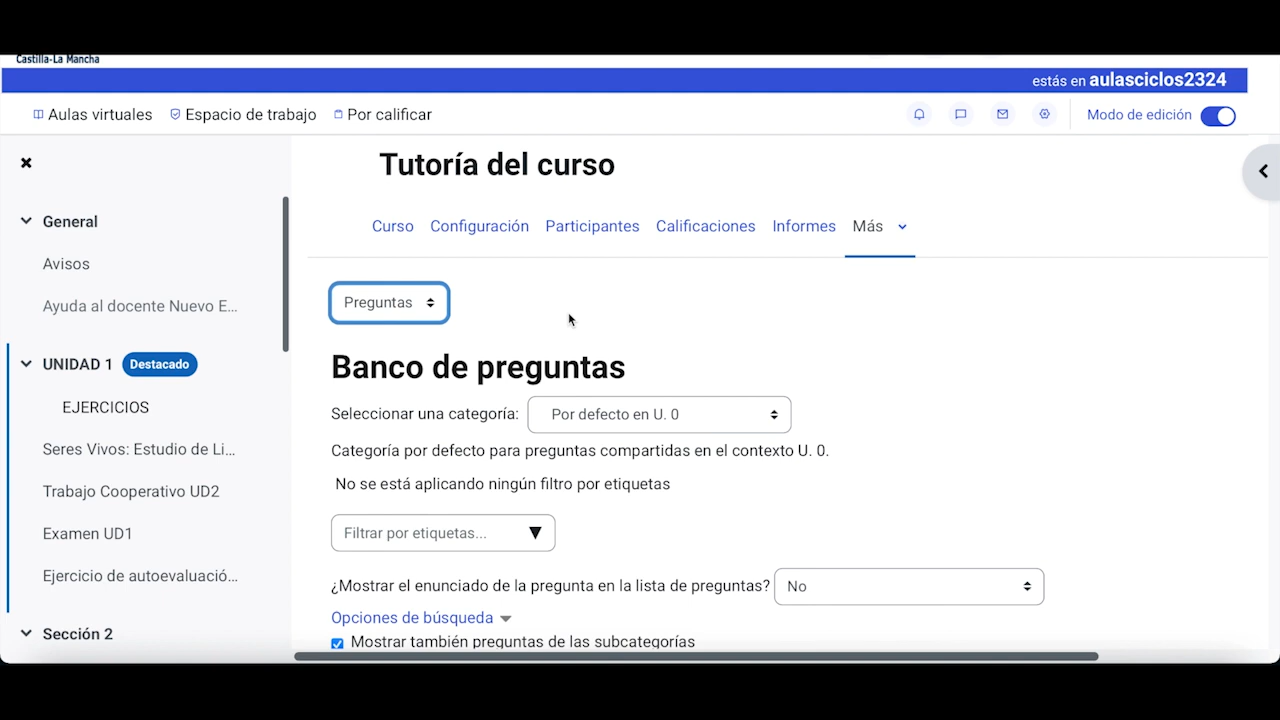 Castilla-La Mancha
estás en aulasciclos2324
Aulas virtuales Espacio de trabajo Por calificar Modo de edición
Tutoría del curso
Curso Configuración Participantes Calificaciones Informes Más
General
Avisos
Ayuda al docente Nuevo E...
UNIDAD 1 Destacado
EJERCICIOS
Seres Vivos: Estudio de Li...
Trabajo Cooperativo UD2
Examen UD1
Ejercicio de autoevaluació...
Sección 2
Preguntas
Banco de preguntas
Seleccionar una categoría: Por defecto en U. 0
Categoría por defecto para preguntas compartidas en el contexto U. 0.
No se está aplicando ningún filtro por etiquetas
Filtrar por etiquetas...
¿Mostrar el enunciado de la pregunta en la lista de preguntas? No
Opciones de búsqueda
Mostrar también preguntas de las subcategorías